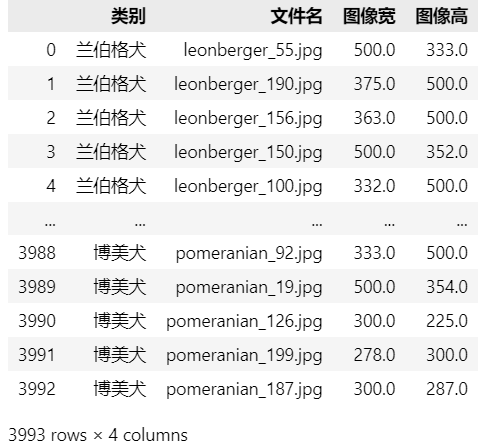 类别 文件名 图像宽 图像高
0 兰伯格犬 leonberger_55.jpg 500.0 333.0
1 兰伯格犬 leonberger_190.jpg 375.0 500.0
2 兰伯格犬 leonberger_156.jpg 363.0 500.0
3 兰伯格犬 leonberger_150.jpg 500.0 352.0
4 兰伯格犬 leonberger_100.jpg 332.0 500.0
... ... ... ... ...
3988 博美犬 pomeranian_92.jpg 333.0 500.0
3989 博美犬 pomeranian_19.jpg 500.0 354.0
3990 博美犬 pomeranian_126.jpg 300.0 225.0
3991 博美犬 pomeranian_199.jpg 278.0 300.0
3992 博美犬 pomeranian_187.jpg 300.0 287.0
3993 rows × 4 columns